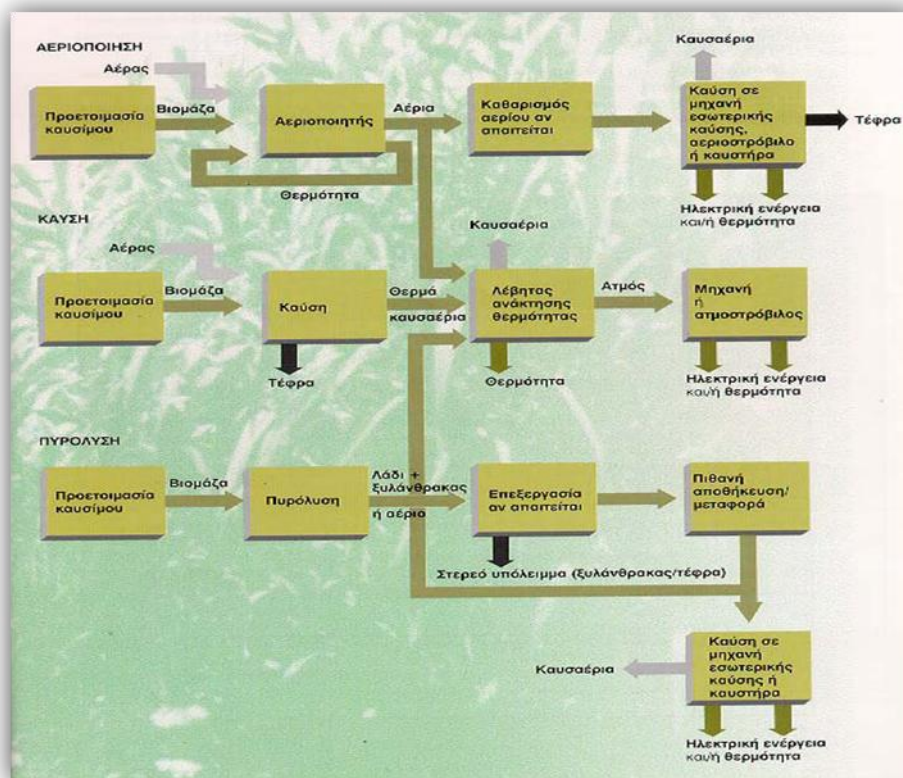 ΑΕΡΙΟΠΟΙΗΣΗ
Αέρας
Καυσαέρια
Προετοιμασία
καυσίμου
Βιομάζα
Αεριοποιητής
Αέρια
Καθαρισμός
αερίου αν
απαιτείται
Καύση σε
μηχανή
εσωτερικής
καύσης,
αεριοστρόβιλο
ή καυστήρα
Τέφρα
Θερμότητα
Ηλεκτρική ενέργεια
και/ή θερμότητα
ΚΑΥΣΗ
Αέρας
Καυσαέρια
Προετοιμασία
καυσίμου
Βιομάζα
Καύση
Θερμά
καυσαέρια
Λέβητας
ανάκτησης
θερμότητας
Ατμός
Μηχανή
ή
ατμοστρόβιλος
Τέφρα
Θερμότητα
Ηλεκτρική ενέργεια
και/ή θερμότητα
ΠΥΡΟΛΥΣΗ
Προετοιμασία
καυσίμου
Βιομάζα
Πυρόλυση
Λάδι +
ξυλάνθρακας
ή αέριο
Επεξεργασία
αν απαιτείται
Πιθανή
αποθήκευση/
μεταφορά
Στερεό υπόλειμμα (ξυλάνθρακας/τέφρα)
Καυσαέρια
Καύση σε
μηχανή
εσωτερικής
καύσης ή
καυστήρα
Ηλεκτρική ενέργεια
και/ή θερμότητα